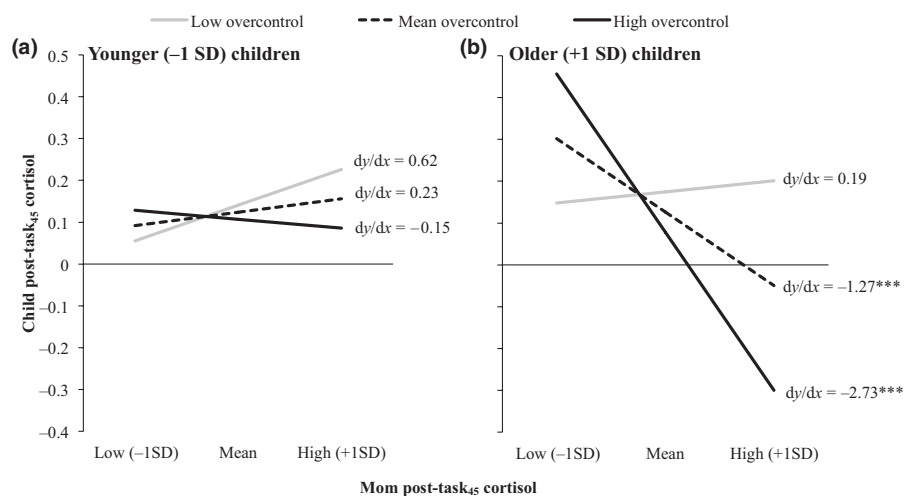 Low overcontrol Mean overcontrol High overcontrol
(a) Younger (–1 SD) children
0.5
0.4
0.3
0.2
0.1
0
–0.1
–0.2
–0.3
–0.4
Child post-task45 cortisol
dy/dx = 0.62
dy/dx = 0.23
dy/dx = –0.15
Low (–1SD) Mean High (+1SD)
(b) Older (+1 SD) children
dy/dx = 0.19
dy/dx = –1.27***
dy/dx = –2.73***
Low (–1SD) Mean High (+1SD)
Mom post-task45 cortisol